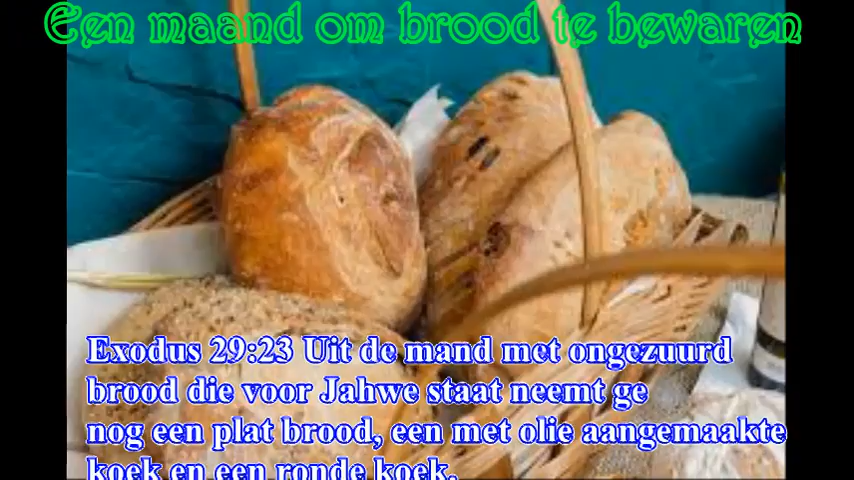 Een maand om brood te bewaren
Exodus 29:23 Uit de mand met ongezuurd
brood die voor Jahwe staat neemt ge
nog een plat brood, een met olie aangemaakte
koek en een ronde koek.